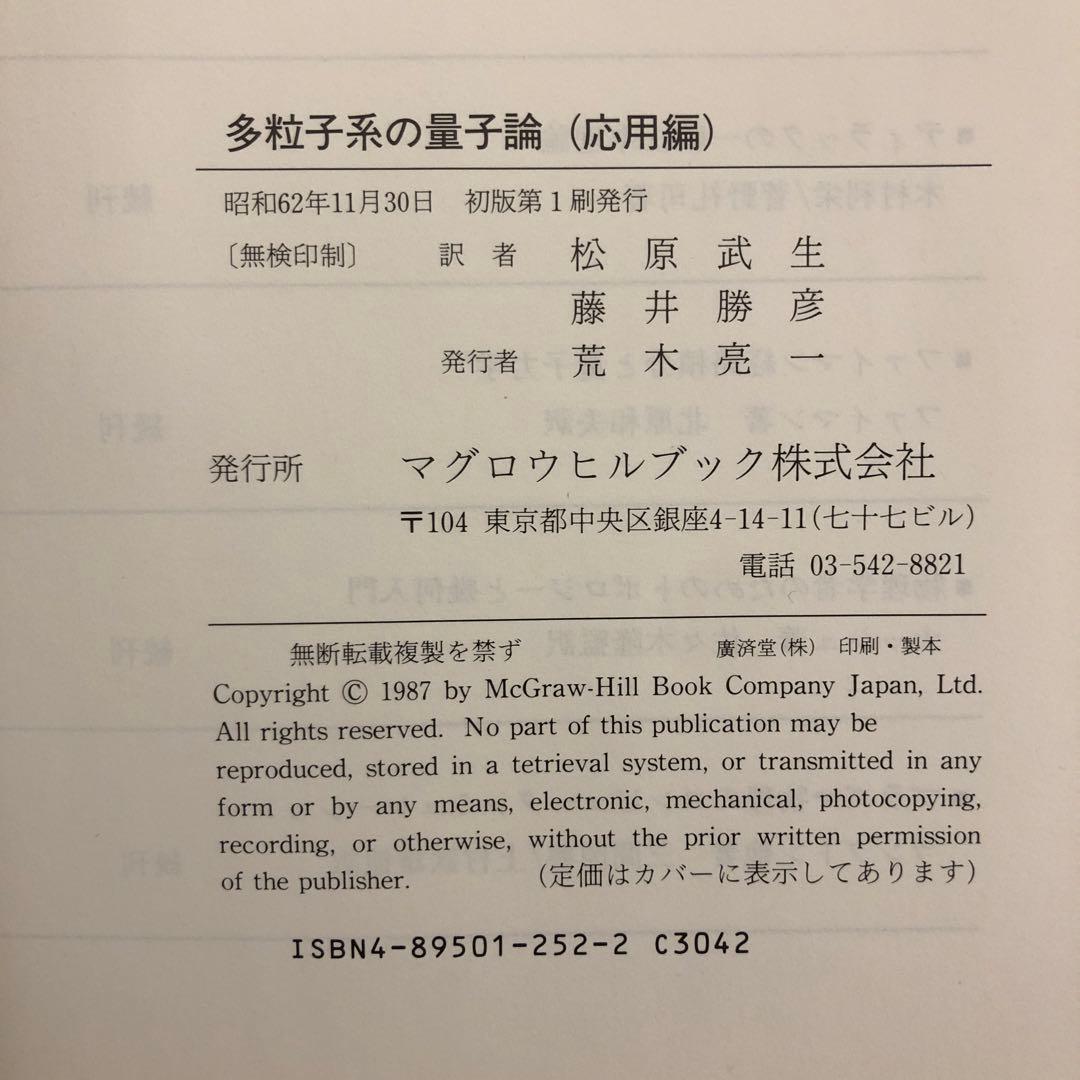 多粒子系の量子論（応用編）
昭和62年11月30日　初版第1刷発行
〔無検印制〕　訳　者　松　原　武　生
藤　井　勝　彦
発行者　荒　木　亮　一
発行所　マグロウヒルブック株式会社
〒104 東京都中央区銀座4-14-11(七十七ビル)
電話 03-542-8821
無断転載複製を禁ず　廣済堂(株)　印刷・製本
Copyright © 1987 by McGraw-Hill Book Company Japan, Ltd.
All rights reserved. No part of this publication may be
reproduced, stored in a tetrieval system, or transmitted in any
form or by any means, electronic, mechanical, photocopying,
recording, or otherwise, without the prior written permission
of the publisher.　（定価はカバーに表示してあります）
ISBN4-89501-252-2 C3042